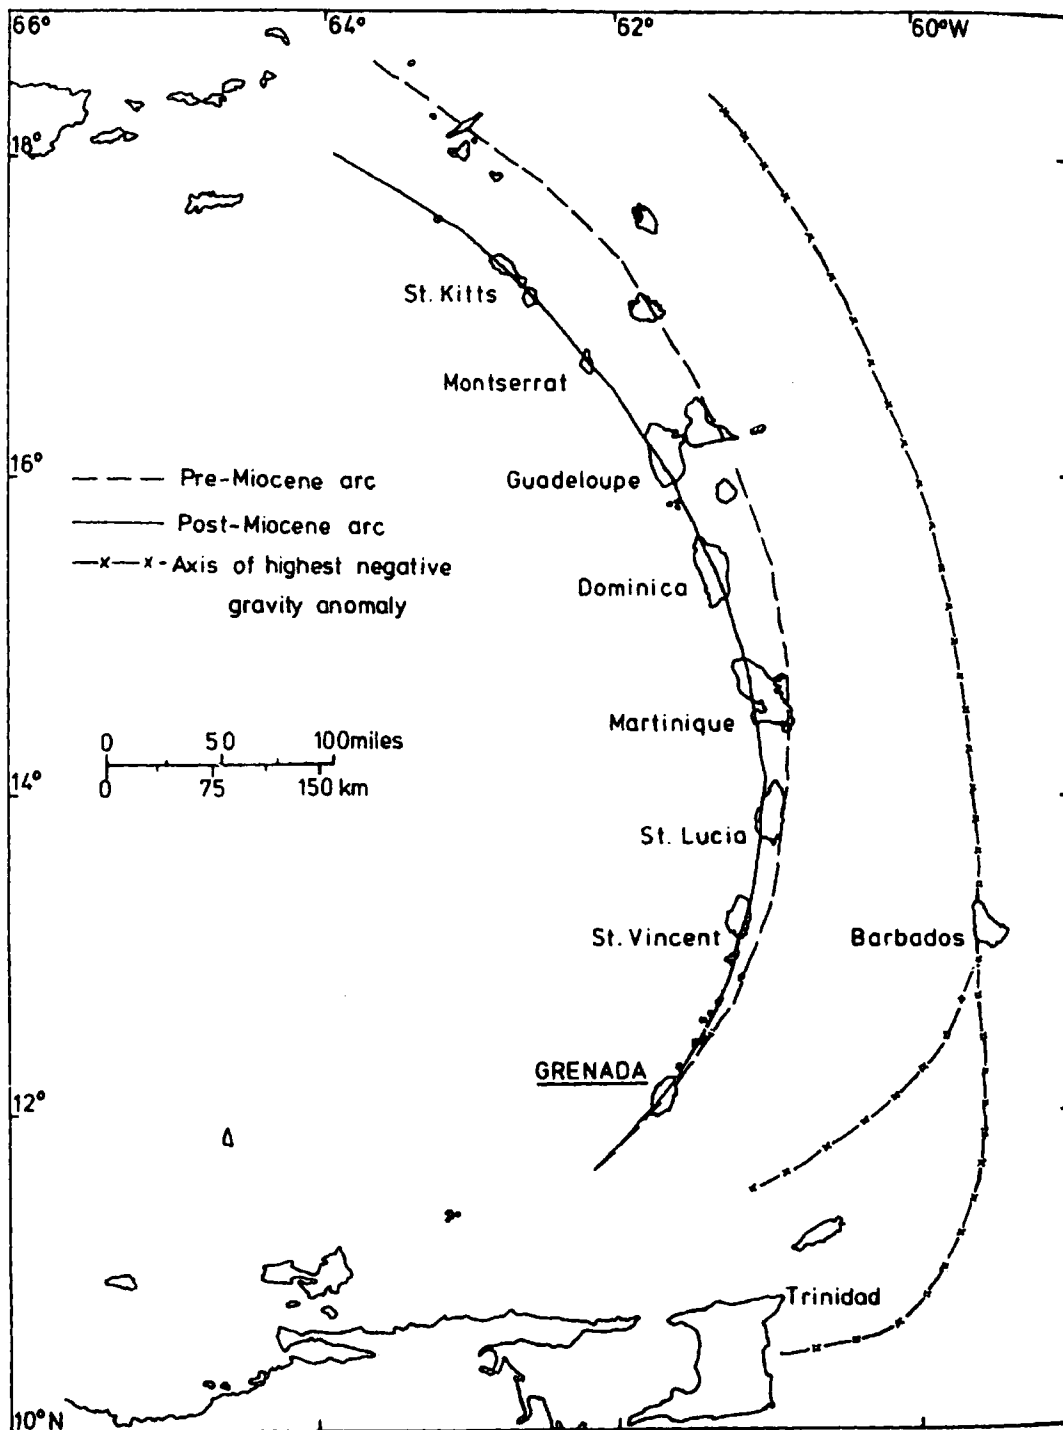 66°
64°
62°
60°W
18°
St. Kitts
Montserrat
16°
Guadeloupe
Pre-Miocene arc
Post-Miocene arc
Axis of highest negative
gravity anomaly
Dominica
Martinique
0 50 100miles
0 75 150 km
14°
St. Lucia
St. Vincent
Barbados
GRENADA
12°
Trinidad
10°N